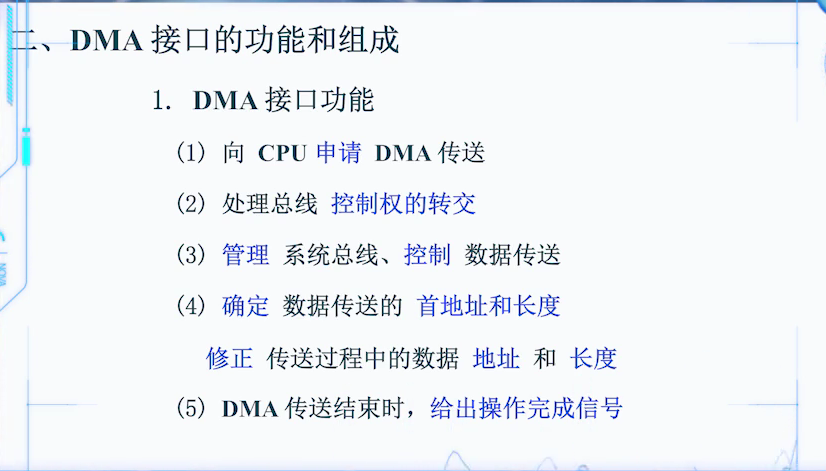 二、DMA 接口的功能和组成
1. DMA 接口功能
(1) 向 CPU 申请 DMA 传送
(2) 处理总线 控制权的转交
(3) 管理 系统总线、控制 数据传送
(4) 确定 数据传送的 首地址和长度
修正 传送过程中的数据 地址 和 长度
(5) DMA 传送结束时，给出操作完成信号